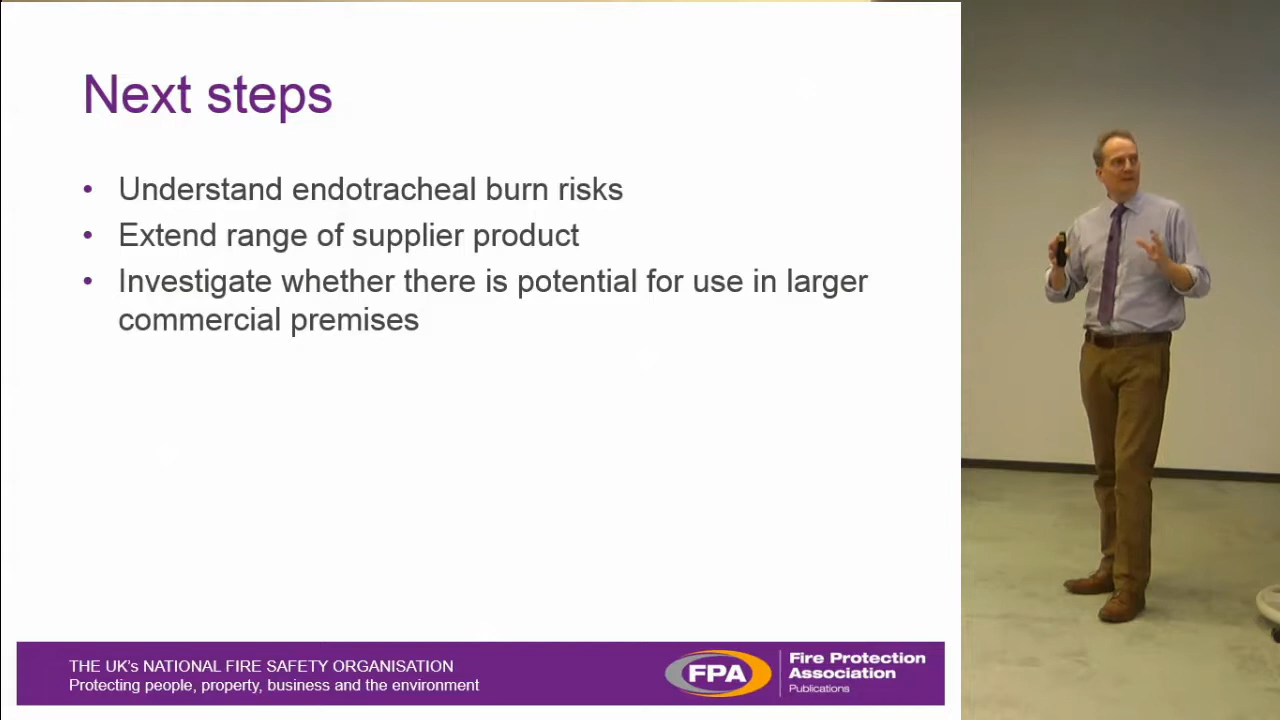 Next steps
• Understand endotracheal burn risks
• Extend range of supplier product
• Investigate whether there is potential for use in larger
commercial premises
THE UK's NATIONAL FIRE SAFETY ORGANISATION
Protecting people, property, business and the environment
FPA
Fire Protection
Association
Publications